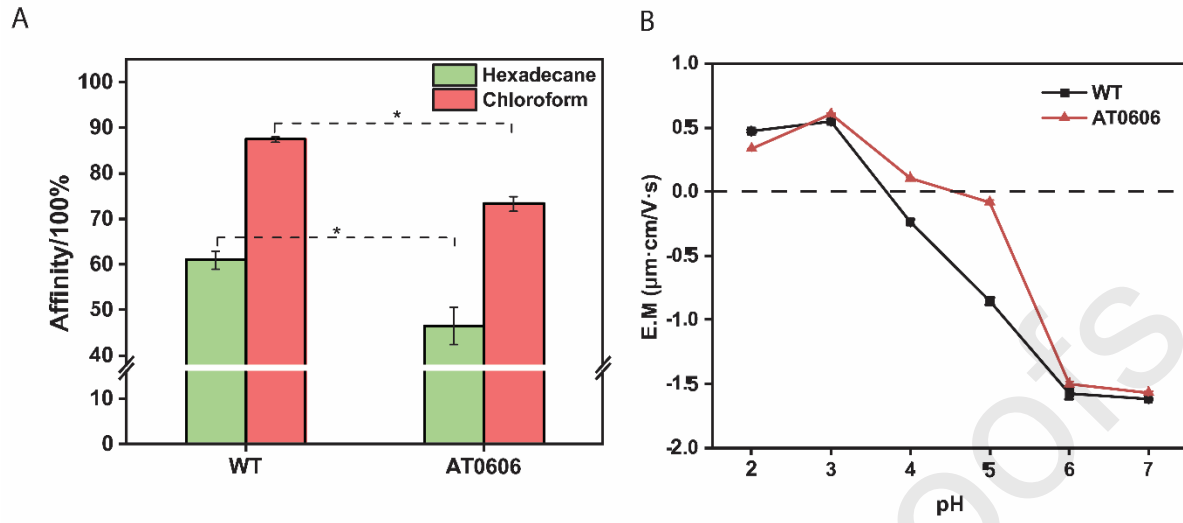 A
Affinity/100%
100
90
80
70
60
50
40
10
0
Hexadecane
Chloroform
*
*
WT
AT0606
B
E.M (μm·cm/V·s)
1.0
0.5
0.0
-0.5
-1.0
-1.5
-2.0
WT
AT0606
2 3 4 5 6 7
pH
oofs